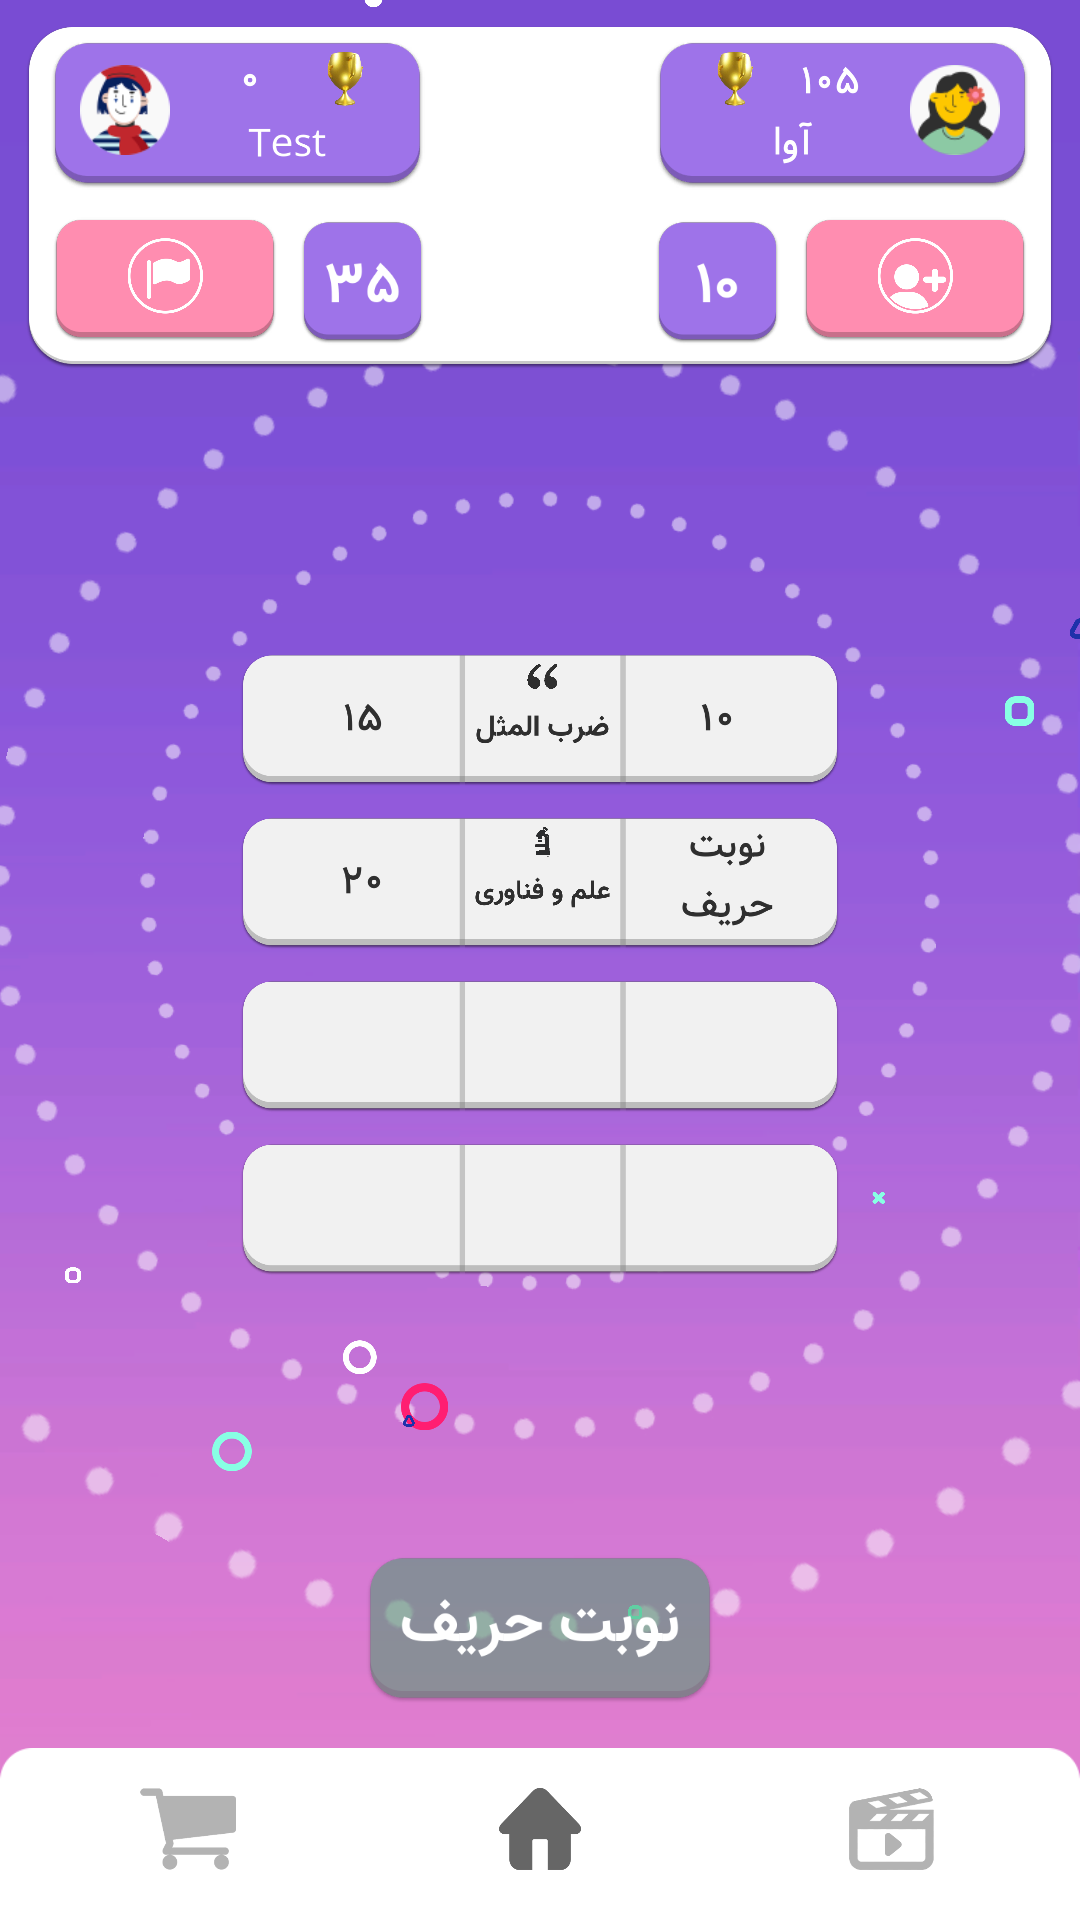 ۰
۱۰۵
Test
آوا
۳۵
۱۰
۱۵
ضرب المثل
۱۰
۲۰
علم و فناوری
نوبت
حریف
نوبت حریف